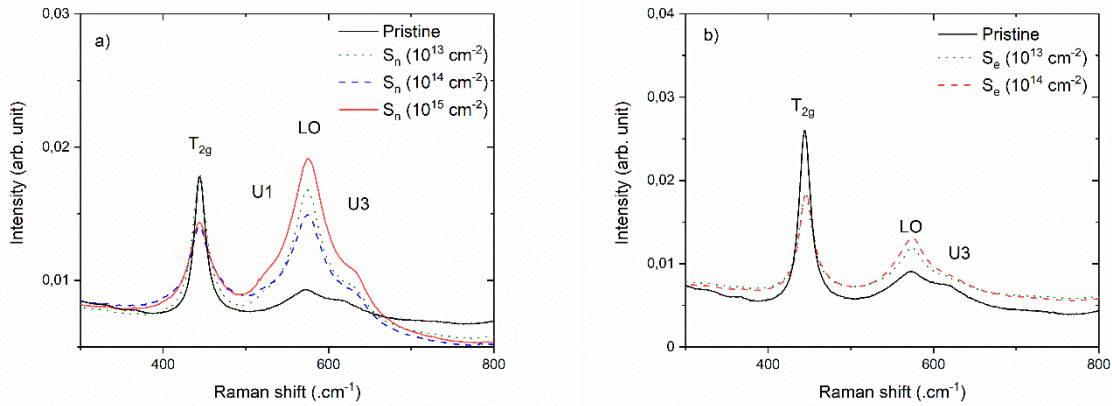 0,03
a)
Pristine
Sn (10^13 cm-2)
Sn (10^14 cm-2)
Sn (10^15 cm-2)
0,02
0,01
T2g
U1
LO
U3
Intensity (arb. unit)
400
600
800
Raman shift (.cm-1)
0,04
b)
Pristine
Se (10^13 cm-2)
Se (10^14 cm-2)
0,03
0,02
0,01
0
T2g
LO
U3
Intensity (arb. unit)
400
600
800
Raman shift (.cm-1)